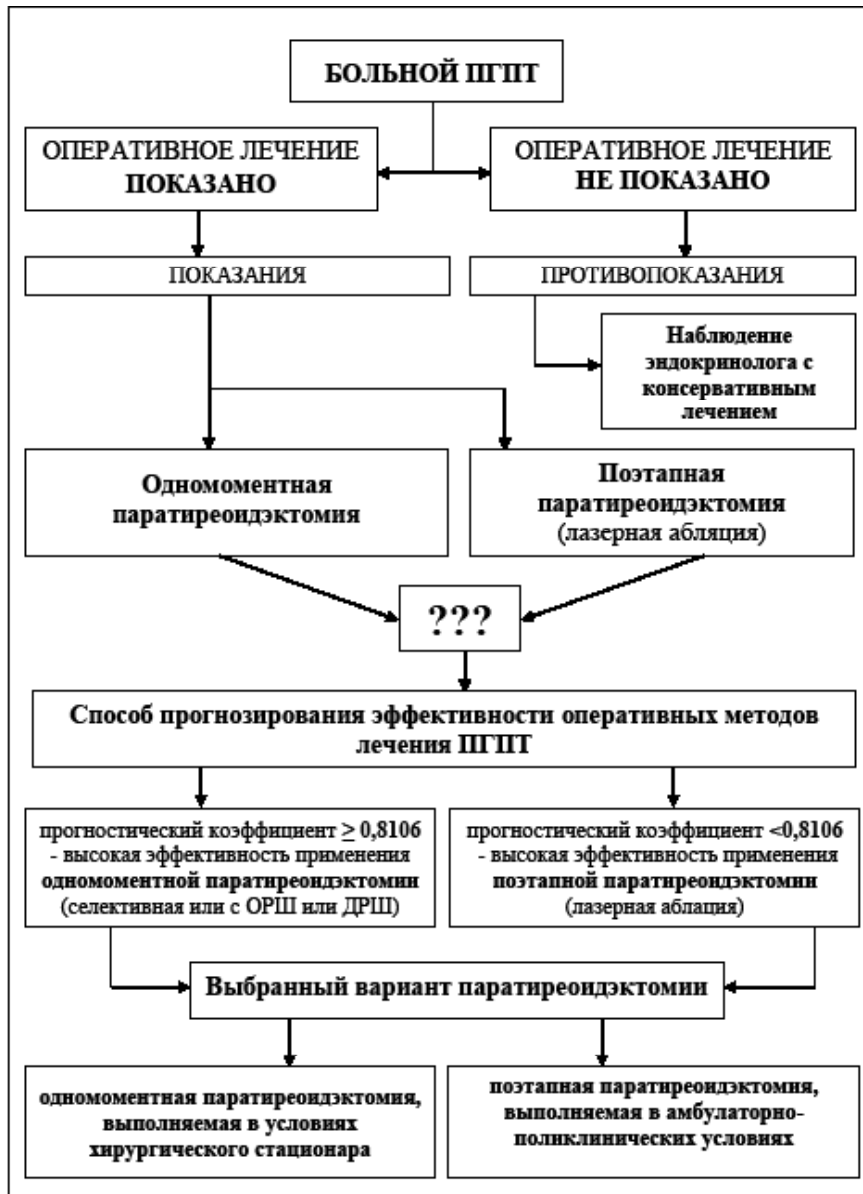 БОЛЬНОЙ ПГПТ
ОПЕРАТИВНОЕ ЛЕЧЕНИЕ
ПОКАЗАНО
ОПЕРАТИВНОЕ ЛЕЧЕНИЕ
НЕ ПОКАЗАНО
ПОКАЗАНИЯ
ПРОТИВОПОКАЗАНИЯ
Наблюдение
эндокринолога с
консервативным
лечением
Одномоментная
паратиреоидэктомия
Поэтапная
паратиреоидэктомия
(лазерная абляция)
???
Способ прогнозирования эффективности оперативных методов
лечения ПГПТ
прогностический коэффициент ≥ 0,8106
- высокая эффективность применения
одномоментной паратиреоидэктомии
(селективная или с ОРШ или ДРШ)
прогностический коэффициент <0,8106
- высокая эффективность применения
поэтапной паратиреоидэктомии
(лазерная аблация)
Выбранный вариант паратиреоидэктомии
одномоментная паратиреоидэктомия,
выполняемая в условиях
хирургического стационара
поэтапная паратиреоидэктомия,
выполняемая в амбулаторно-
поликлинических условиях